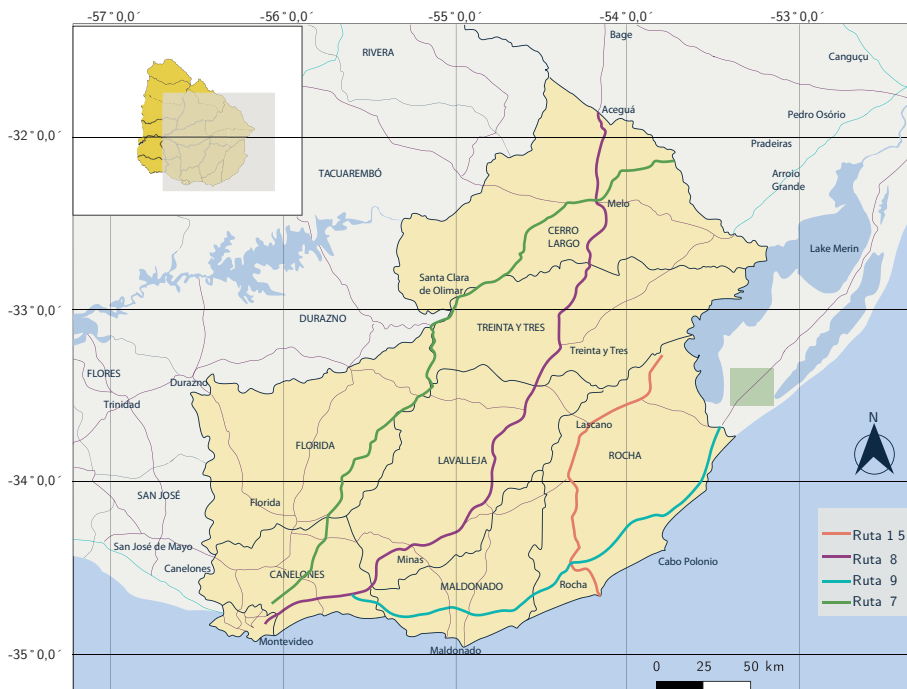 -57°0,0´
-56°0,0´
-55°0,0´
-54°0,0´
-53°0,0´
Bage
RIVERA
Canguçu
Aceguá
Pedro Osório
-32°0,0´
Pradeiras
TACUAREMBÓ
Arroio
Grande
Melo
CERRO
LARGO
Lake Merin
Santa Clara
de Olimar
-33°0,0´
DURAZNO
TREINTA Y TRES
Treinta y Tres
FLORES
Durazno
Trinidad
Lascano
N
FLORIDA
ROCHA
LAVALLEJA
-34°0,0´
SAN JOSÉ
Florida
Ruta 15
San José de Mayo
Minas
Ruta 8
Cabo Polonio
Canelones
CANELONES
Ruta 9
MALDONADO
Rocha
Ruta 7
Montevideo
Maldonado
-35°0,0´
0 25 50 km